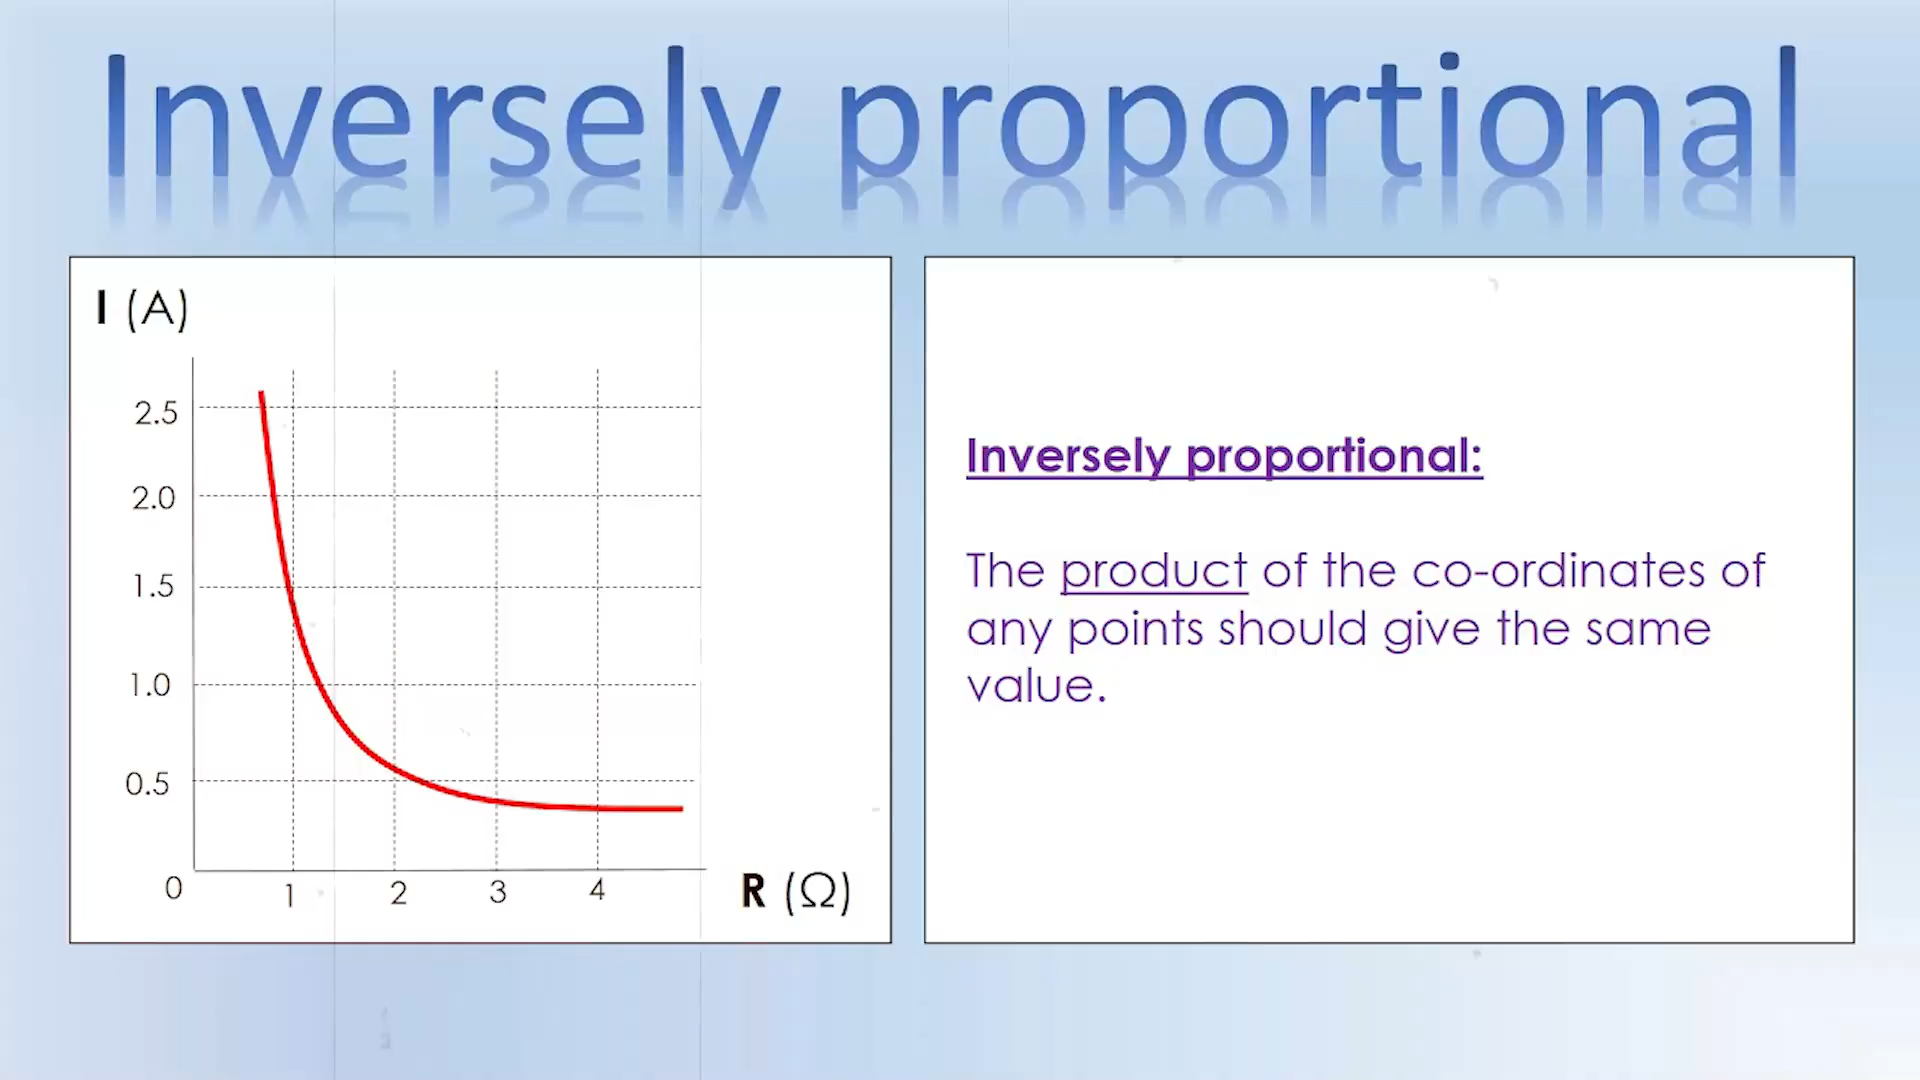 Inversely proportional
I (A)
2.5
2.0
1.5
1.0
0.5
0 1 2 3 4
R (Ω)
Inversely proportional:
The product of the co-ordinates of
any points should give the same
value.